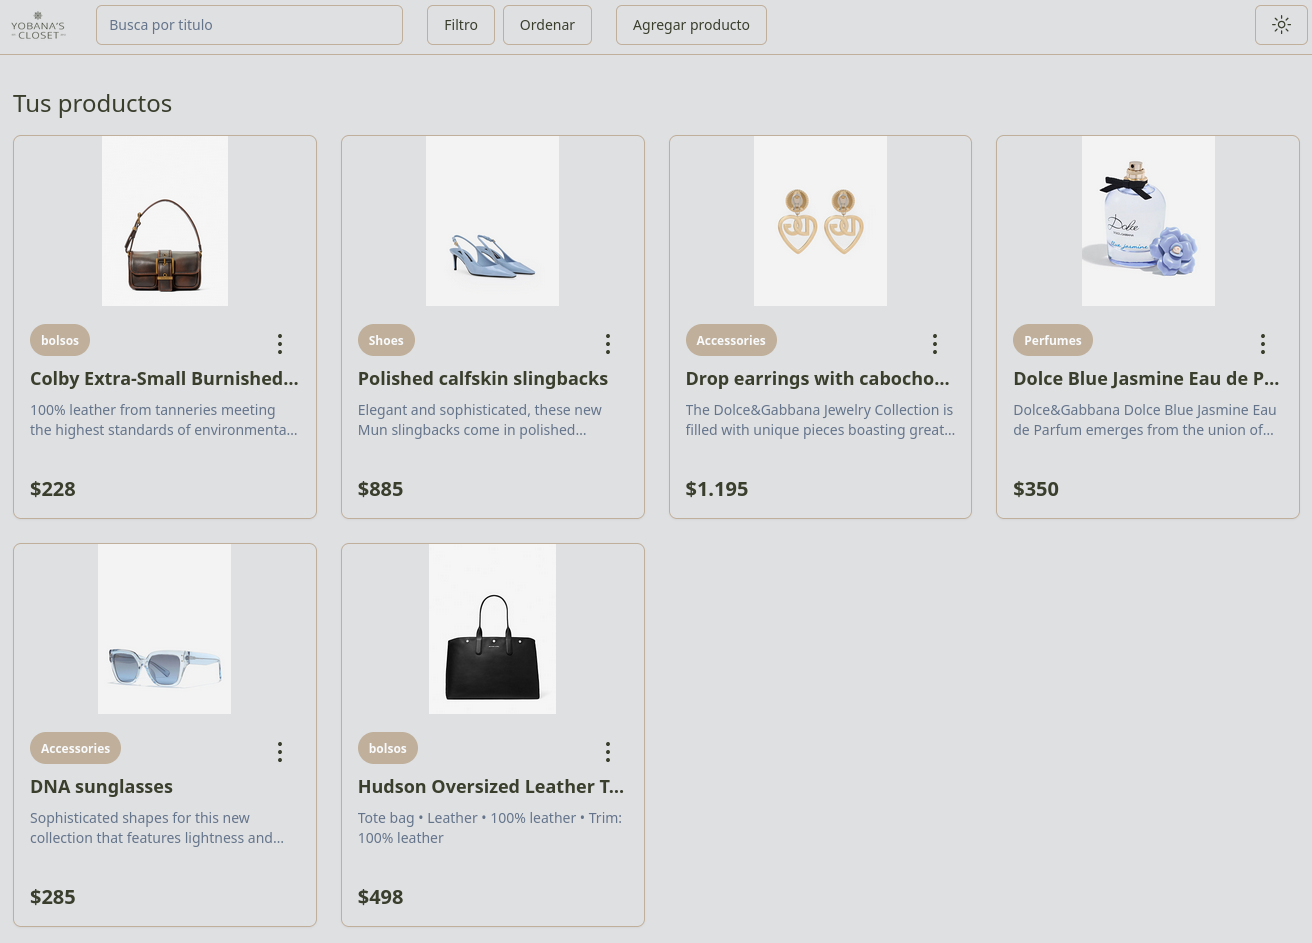 YOBANA'S
CLOSET
Busca por titulo
Filtro
Ordenar
Agregar producto
Tus productos
bolsos
Colby Extra-Small Burnished...
100% leather from tanneries meeting
the highest standards of environmenta...
$228
Shoes
Polished calfskin slingbacks
Elegant and sophisticated, these new
Mun slingbacks come in polished...
$885
Accessories
Drop earrings with cabocho...
The Dolce&Gabbana Jewelry Collection is
filled with unique pieces boasting great...
$1.195
Dolce
Perfumes
Dolce Blue Jasmine Eau de P...
Dolce&Gabbana Dolce Blue Jasmine Eau
de Parfum emerges from the union of...
$350
Accessories
DNA sunglasses
Sophisticated shapes for this new
collection that features lightness and...
$285
bolsos
Hudson Oversized Leather T...
Tote bag • Leather • 100% leather • Trim:
100% leather
$498